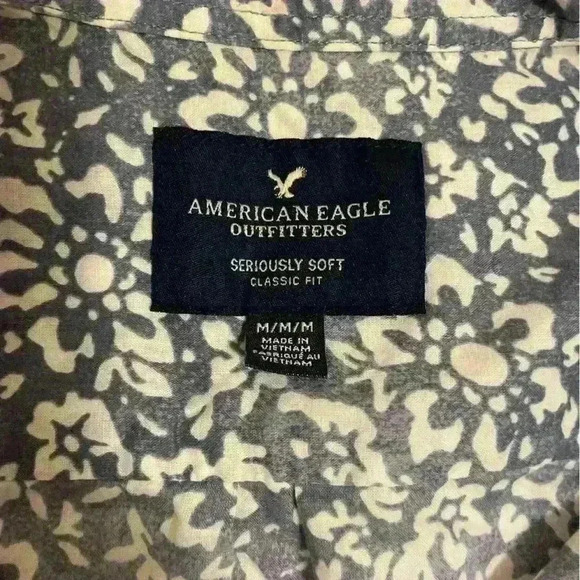 AMERICAN EAGLE
OUTFITTERS
SERIOUSLY SOFT
CLASSIC FIT
M/M/M
MADE IN
VIETNAM
FABRIQUÉ AU
VIETNAM